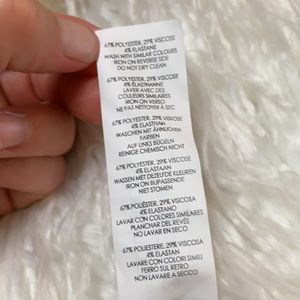 67% POLYESTER, 29% VISCOSE
4% ELASTANE
WASH WITH SIMILAR COLOURS
IRON ON REVERSE SIDE
DO NOT DRY CLEAN
67% POLYESTER, 29% VISCOSE
4% ÉLASTHANNE
LAVER AVEC DES
COULEURS SIMILAIRES
IRON ON VERSO
NE PAS NETTOYER À SEC
67% POLYESTER, 29% VISKOSE
4% ELASTHAN
WASCHEN MIT ÄHNLICHEN
FARBEN
AUF LINKS BÜGELN
REINIGE CHEMISCH NICHT
67% POLYESTER, 29% VISCOSE
4% ELASTAAN
WASSEN MET DEZELFDE KLEUREN
IRON ON BIJPASSENDE
NIET STOMEN
67% POLIÉSTER, 29% VISCOSA
4% ELASTANO
LAVAR CON COLORES SIMILARES
PLANCHAR DEL REVÉS
NO LAVAR EN SECO
67% POLIESTERE, 29% VISCOSA
4% ELASTAN
LAVARE CON COLORI SIMILI
FERRO SUL RETRO
NON LAVARE A SECCO